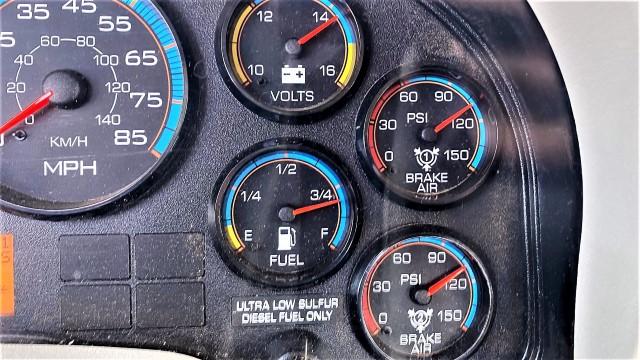 35 45 55 65 75 85
20 40 60 80 100 120 140
KM/H
MPH
10 12 14 16
VOLTS
0 30 60 90 120 150
PSI
1
BRAKE
AIR
E 1/4 1/2 3/4 F
FUEL
ULTRA LOW SULFUR
DIESEL FUEL ONLY
0 30 60 90 120 150
PSI
2
BRAKE
AIR